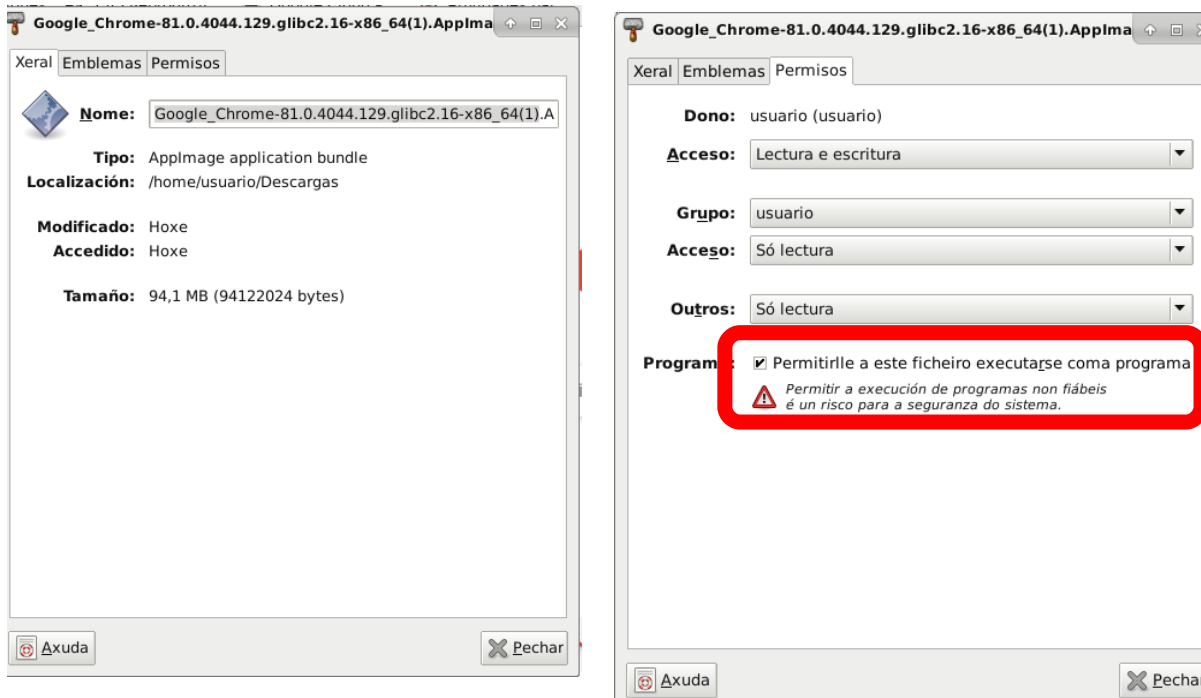 Google_Chrome-81.0.4044.129.glibc2.16-x86_64(1).AppIma
Xeral Emblemas Permisos
Nome: Google_Chrome-81.0.4044.129.glibc2.16-x86_64(1).A
Tipo: AppImage application bundle
Localización: /home/usuario/Descargas
Modificado: Hoxe
Accedido: Hoxe
Tamaño: 94,1 MB (94122024 bytes)
Axuda Pechar
Google_Chrome-81.0.4044.129.glibc2.16-x86_64(1).AppIma
Xeral Emblemas Permisos
Dono: usuario (usuario)
Acceso: Lectura e escritura
Grupo: usuario
Acceso: Só lectura
Outros: Só lectura
Program : Permitirlle a este ficheiro executarse coma programa
Permitir a execución de programas non fiábeis
é un risco para a seguranza do sistema.
Axuda Pecha